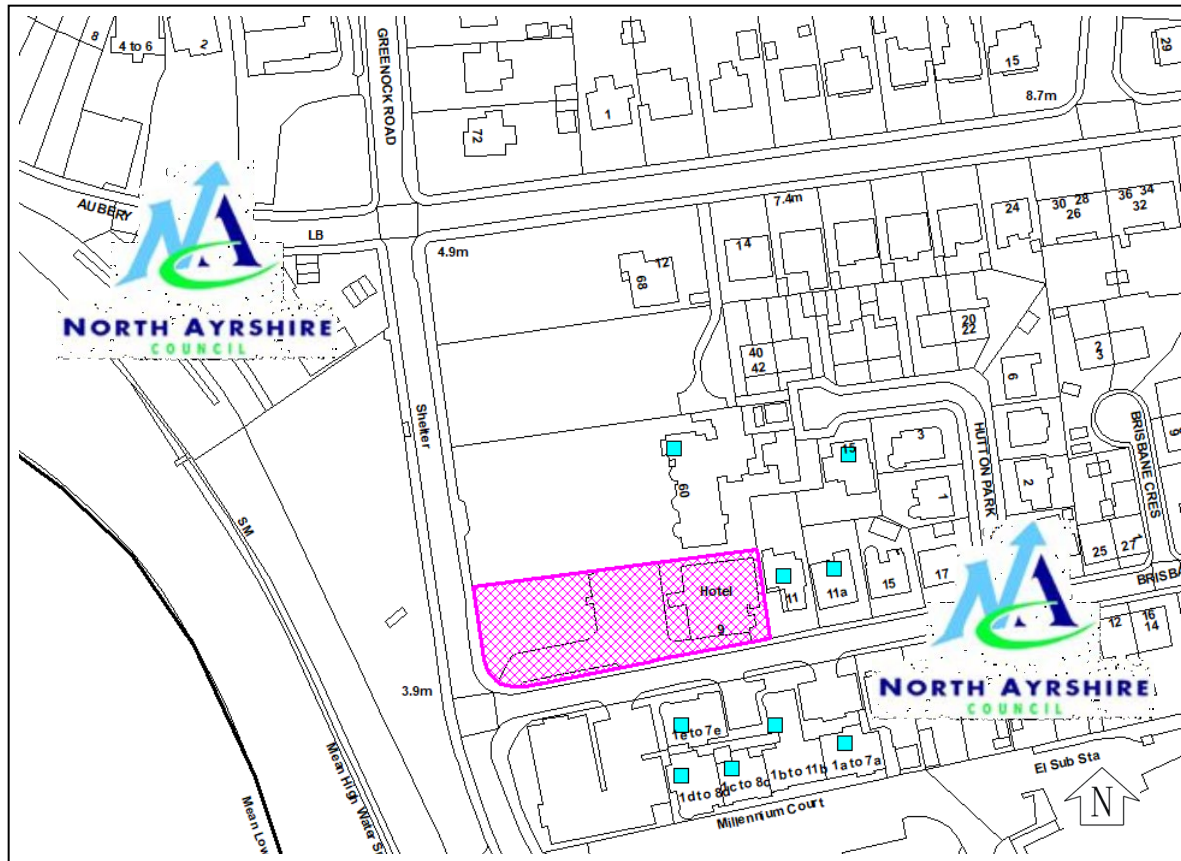 8
4 to 6
2
GREENOCK ROAD
15
29
8.7m
1
72
AUBERY
LB
NORTH AYRSHIRE
COUNCIL
4.9m
7.4m
14
12
68
24
30 28
26
36 34
32
20
22
40
42
2
3
6
Shelter
HUTTON PARK
BRISBANE CRES
9
3
15
1
2
60
SM
Hotel
9
11
11a
15
17
25
27
1
12
16
14
NORTH AYRSHIRE
COUNCIL
3.9m
1e to 7e
1b to 11b
1a to 7a
1c to 8c
1d to 8d
El Sub Sta
Millennium Court
Mean High Water
Mean Low
N